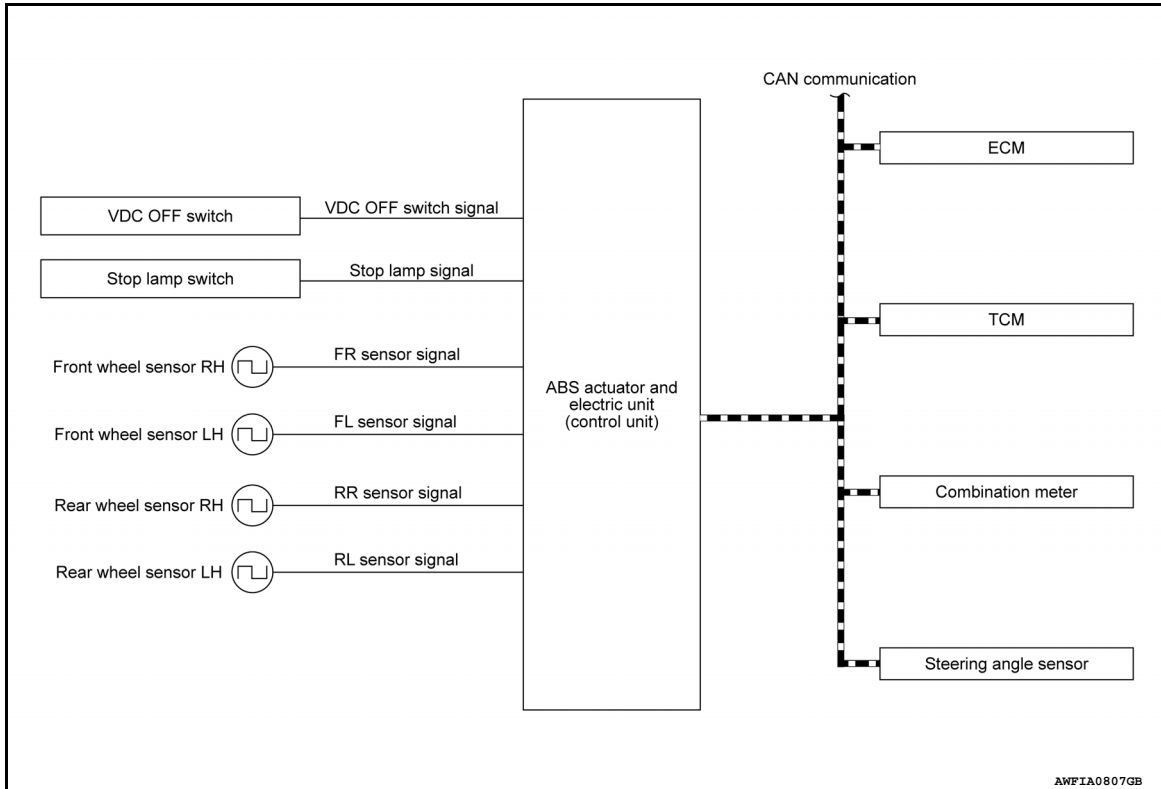 CAN communication
ECM
VDC OFF switch
VDC OFF switch signal
Stop lamp switch
Stop lamp signal
TCM
Front wheel sensor RH
FR sensor signal
ABS actuator and
electric unit
(control unit)
Front wheel sensor LH
FL sensor signal
Rear wheel sensor RH
RR sensor signal
Combination meter
Rear wheel sensor LH
RL sensor signal
Steering angle sensor
AWFIA0807GB